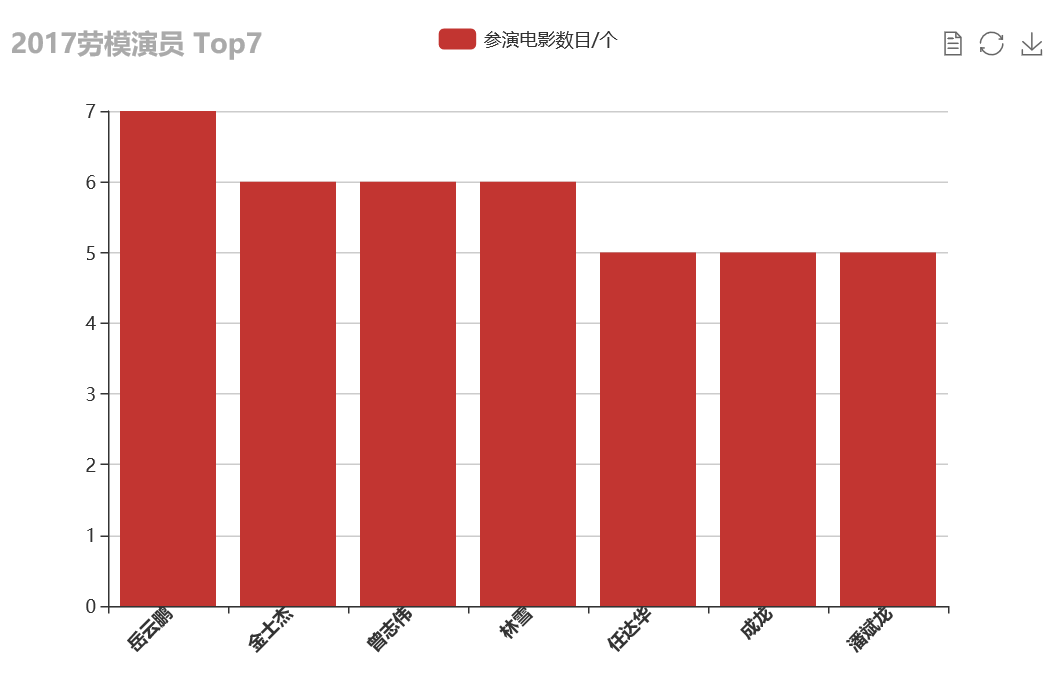 2017劳模演员 Top7
参演电影数目/个
7
6
5
4
3
2
1
0
岳云鹏
金士杰
曾志伟
林雪
任达华
成龙
潘斌龙